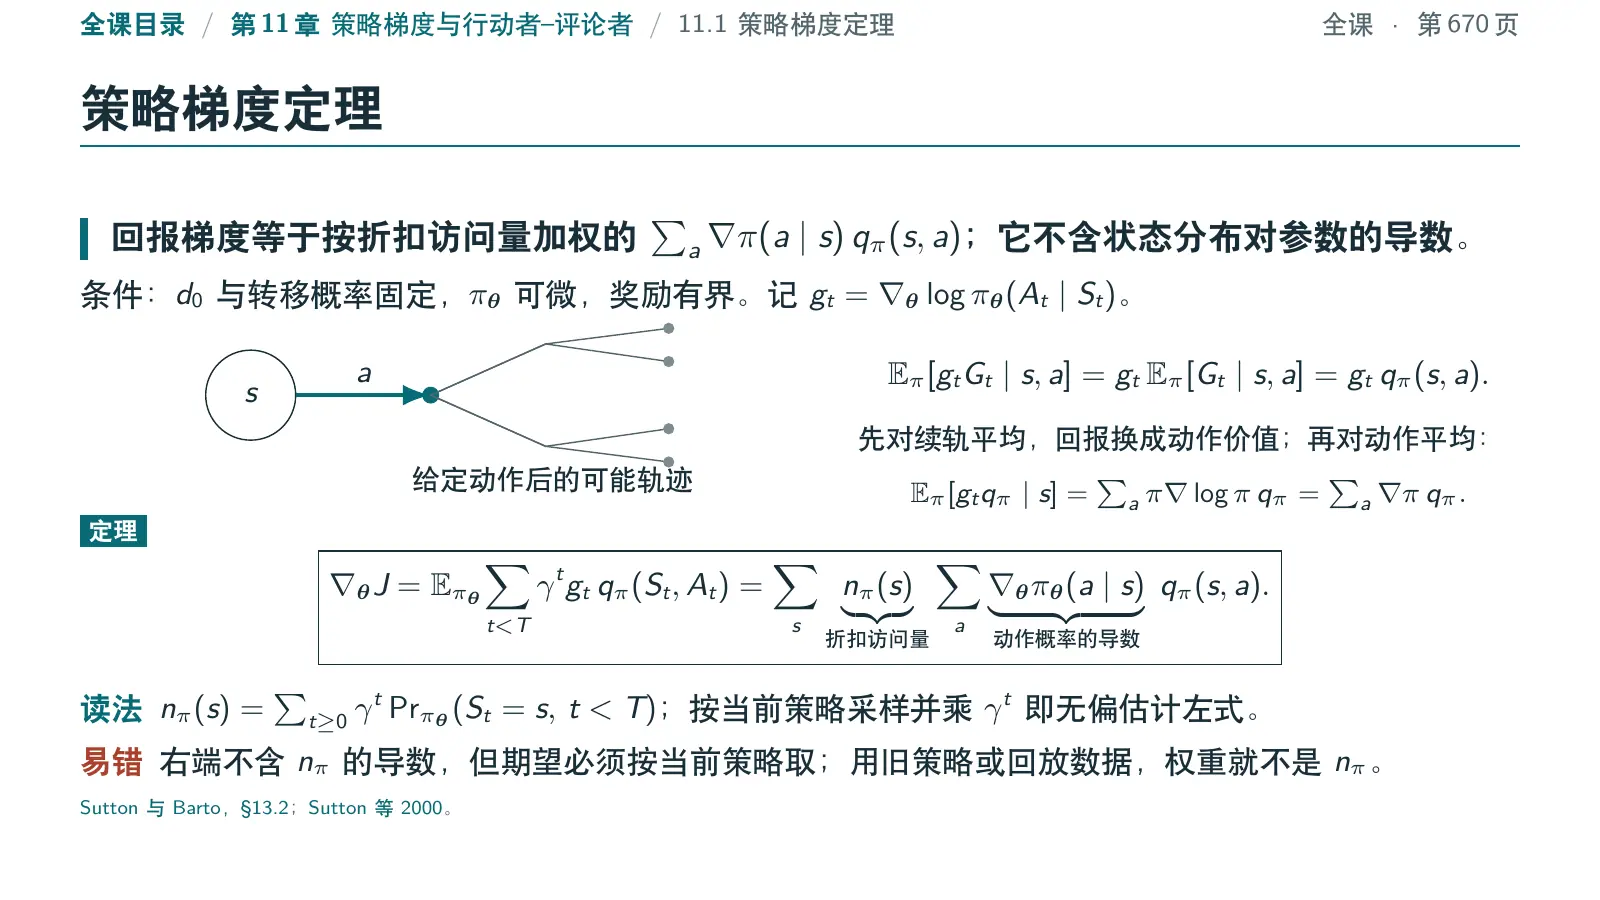 全课目录 / 第 11 章 策略梯度与行动者–评论者 / 11.1 策略梯度定理
全课 · 第 670 页
策略梯度定理
回报梯度等于按折扣访问量加权的 ∑_a ∇π(a | s) q_π(s, a)；它不含状态分布对参数的导数。
条件：d_0 与转移概率固定，π_θ 可微，奖励有界。记 g_t = ∇_θ log π_θ(A_t | S_t)。
s
a
给定动作后的可能轨迹
𝔼_π[g_t G_t | s, a] = g_t 𝔼_π[G_t | s, a] = g_t q_π(s, a).
先对续轨平均，回报换成动作价值；再对动作平均：
𝔼_π[g_t q_π | s] = ∑_a π∇ log π q_π = ∑_a ∇π q_π.
定理
∇_θ J = 𝔼_{π_θ} ∑_{t<T} γ^t g_t q_π(S_t, A_t) = ∑_s n_π(s) ∑_a ∇_θ π_θ(a | s) q_π(s, a).
折扣访问量 动作概率的导数
读法 n_π(s) = ∑_{t≥0} γ^t Pr_{π_θ}(S_t = s, t < T)；按当前策略采样并乘 γ^t 即无偏估计左式。
易错 右端不含 n_π 的导数，但期望必须按当前策略取；用旧策略或回放数据，权重就不是 n_π。
Sutton 与 Barto，§13.2；Sutton 等 2000。